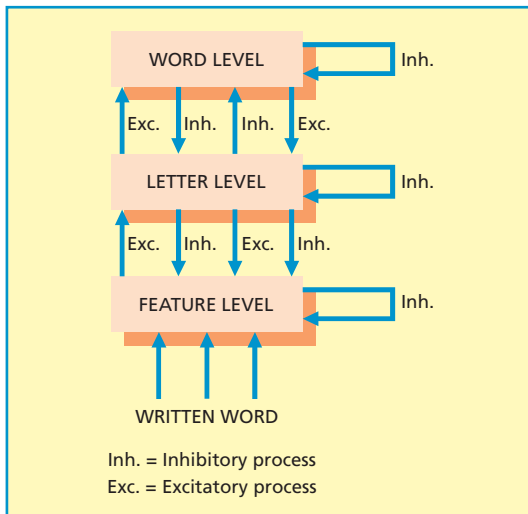 WORD LEVEL
Inh.
Exc. Inh. Inh. Exc.
LETTER LEVEL
Inh.
Exc. Inh. Exc. Inh.
FEATURE LEVEL
Inh.
WRITTEN WORD
Inh. = Inhibitory process
Exc. = Excitatory process